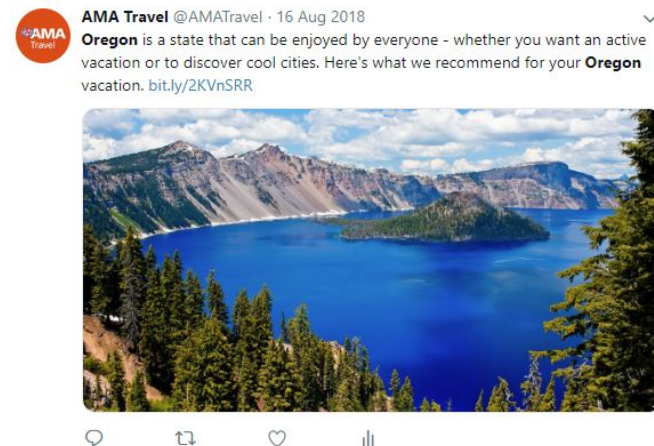 AMA Travel @AMATravel · 16 Aug 2018
AMA
Travel
Oregon is a state that can be enjoyed by everyone - whether you want an active
vacation or to discover cool cities. Here's what we recommend for your Oregon
vacation. bit.ly/2KVnSRR